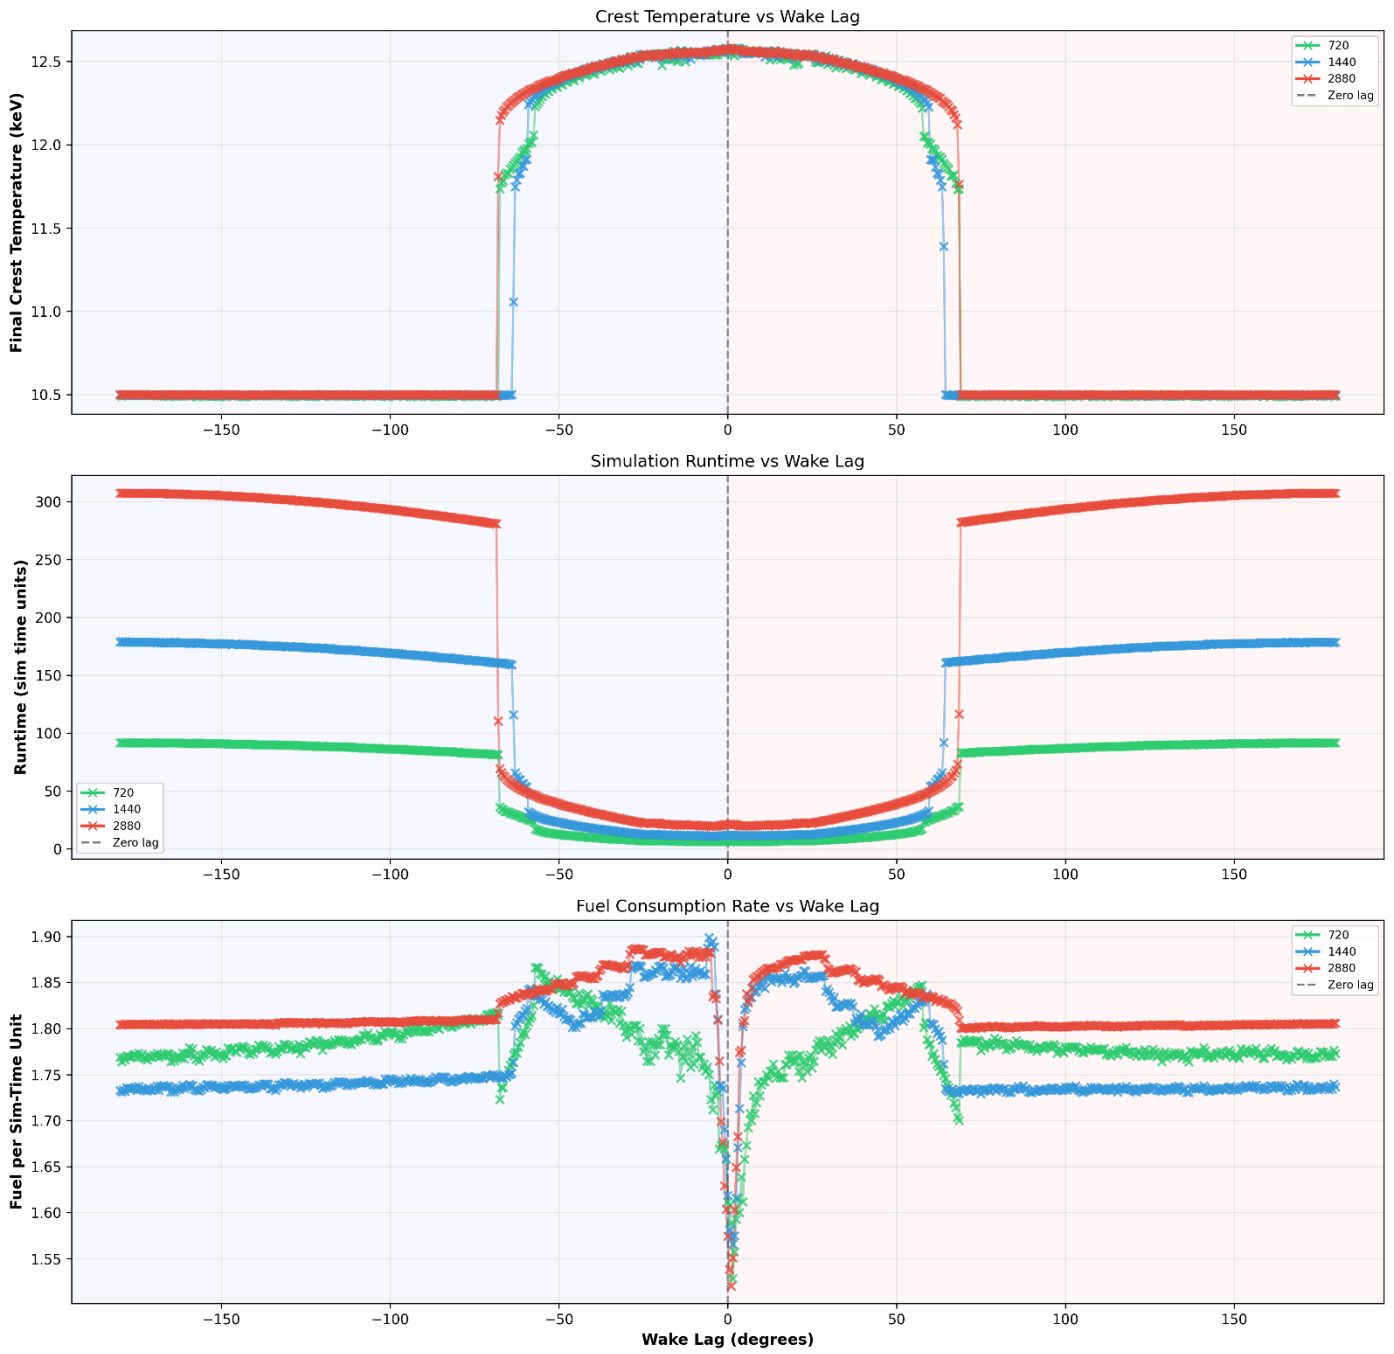 Crest Temperature vs Wake Lag
Final Crest Temperature (keV)
12.5
12.0
11.5
11.0
10.5
720
1440
2880
Zero lag
−150 −100 −50 0 50 100 150
Simulation Runtime vs Wake Lag
Runtime (sim time units)
300
250
200
150
100
50
0
720
1440
2880
Zero lag
−150 −100 −50 0 50 100 150
Fuel Consumption Rate vs Wake Lag
Fuel per Sim-Time Unit
1.90
1.85
1.80
1.75
1.70
1.65
1.60
1.55
720
1440
2880
Zero lag
−150 −100 −50 0 50 100 150
Wake Lag (degrees)